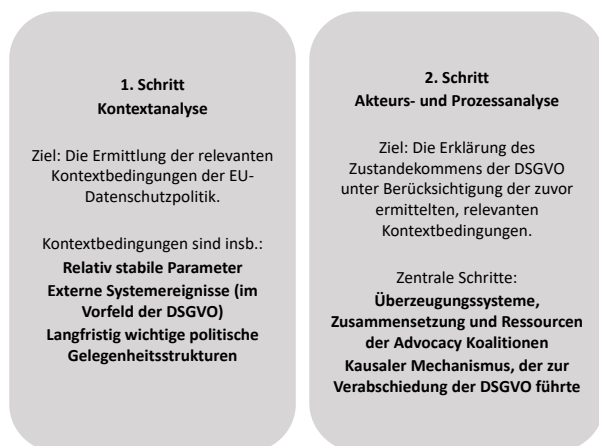 1. Schritt
Kontextanalyse
Ziel: Die Ermittlung der relevanten
Kontextbedingungen der EU-
Datenschutzpolitik.
Kontextbedingungen sind insb.:
Relativ stabile Parameter
Externe Systemereignisse (im
Vorfeld der DSGVO)
Langfristig wichtige politische
Gelegenheitsstrukturen
2. Schritt
Akteurs- und Prozessanalyse
Ziel: Die Erklärung des
Zustandekommens der DSGVO
unter Berücksichtigung der zuvor
ermittelten, relevanten
Kontextbedingungen.
Zentrale Schritte:
Überzeugungssysteme,
Zusammensetzung und Ressourcen
der Advocacy Koalitionen
Kausaler Mechanismus, der zur
Verabschiedung der DSGVO führte